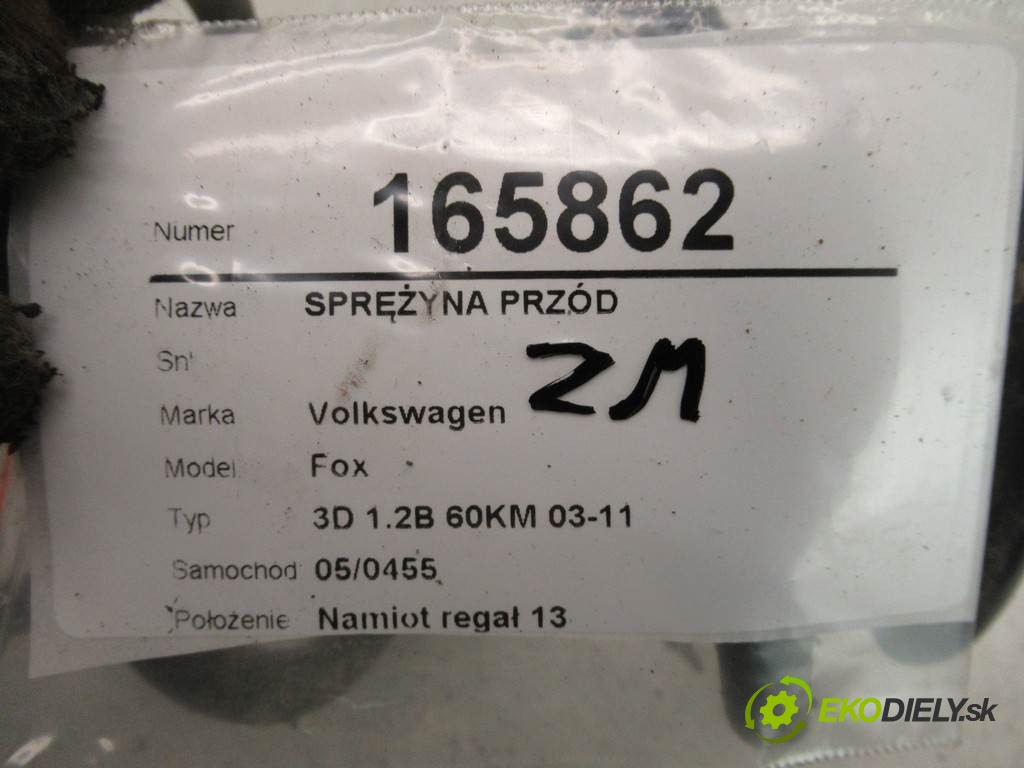 Numer 165862
Nazwa SPRĘŻYNA PRZÓD
Sn
ZM
Marka Volkswagen
Model Fox
Typ 3D 1.2B 60KM 03-11
Samochód 05/0455
Położenie Namiot regał 13
EKODIELY.sk